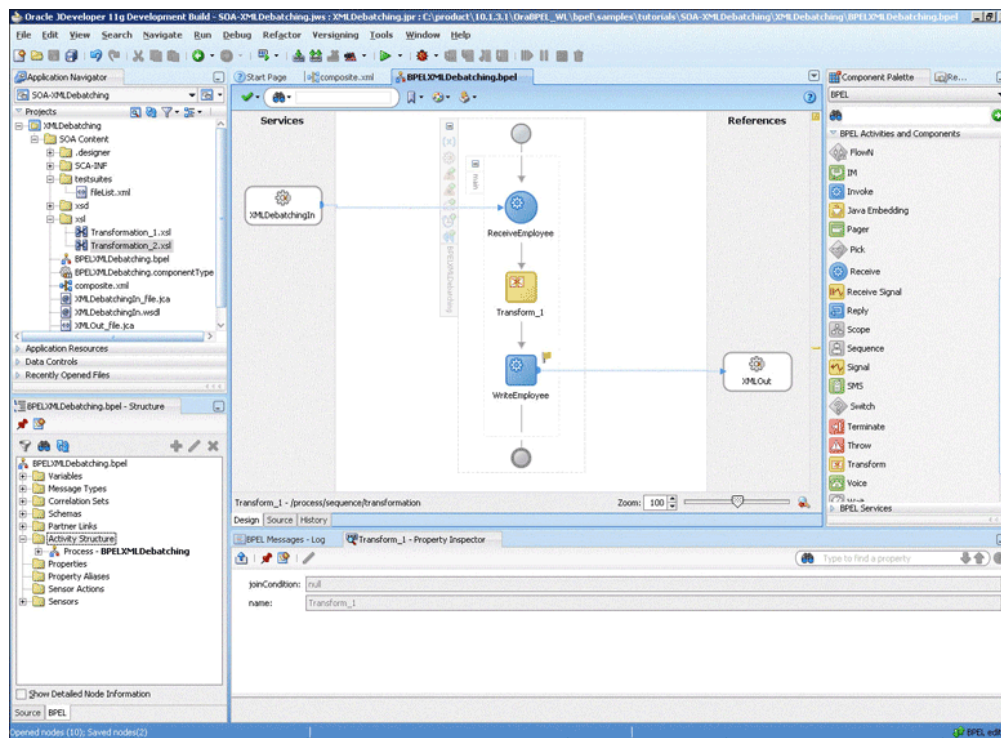 Oracle JDeveloper 11g Development Build - SOA-XMLDebatching.jws : XMLDebatching.jpr : C:\product\10.1.3.1\OraBPEL_WL\bpel\samples\tutorials\SOA-XMLDebatching\XMLDebatching\BPELXMLDebatching.bpel
File Edit View Search Navigate Run Debug Refactor Versioning Tools Window Help
Application Navigator
SOA-XMLDebatching
Projects
XMLDebatching
SOA Content
.designer
SCA-INF
testsuites
fileList.xml
xsd
xsl
Transformation_1.xsl
Transformation_2.xsl
BPELXMLDebatching.bpel
BPELXMLDebatching.componentType
composite.xml
XMLDebatchingIn_file.jca
XMLDebatchingIn.wsdl
XMLOut_file.jca
Application Resources
Data Controls
Recently Opened Files
BPELXMLDebatching.bpel - Structure
BPELXMLDebatching.bpel
Variables
Message Types
Correlation Sets
Schemas
Partner Links
Activity Structure
Process - BPELXMLDebatching
Properties
Property Aliases
Sensor Actions
Sensors
Show Detailed Node Information
Source BPEL
Opened nodes (10); Saved nodes(2)
Start Page composite.xml BPELXMLDebatching.bpel
Services
References
main
BPELXMLDebatching
XMLDebatchingIn
ReceiveEmployee
Transform_1
WriteEmployee
XMLOut
Transform_1 - /process/sequence/transformation
Zoom: 100
Design Source History
BPEL Messages - Log Transform_1 - Property Inspector
Type to find a property
joinCondition: null
name: Transform_1
Component Palette Re...
BPEL
BPEL Activities and Components
FlowN
IM
Invoke
Java Embedding
Pager
Pick
Receive
Receive Signal
Reply
Scope
Sequence
Signal
SMS
Switch
Terminate
Throw
Transform
Voice
Wait
BPEL Services
BPEL edit